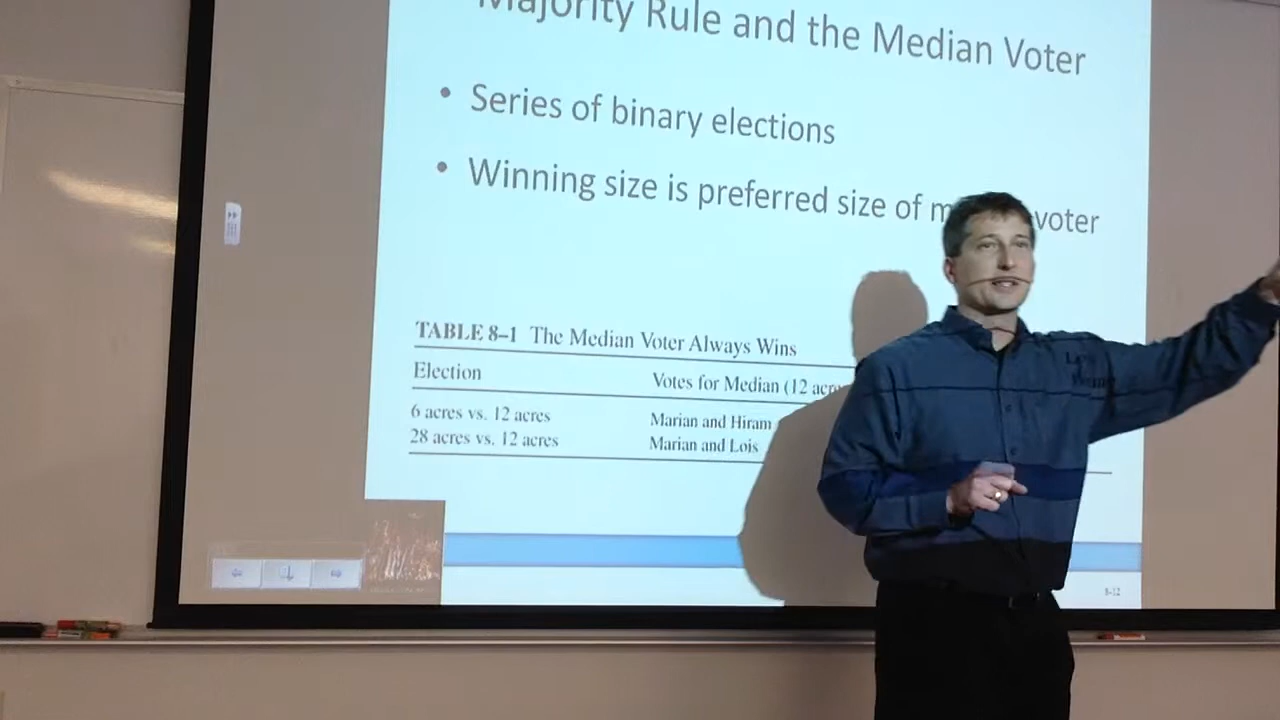 Majority Rule and the Median Voter
• Series of binary elections
• Winning size is preferred size of voter
TABLE 8–1 The Median Voter Always Wins
Election Votes for Median (12
6 acres vs. 12 acres Marian and Hiram
28 acres vs. 12 acres Marian and Lois
8-12